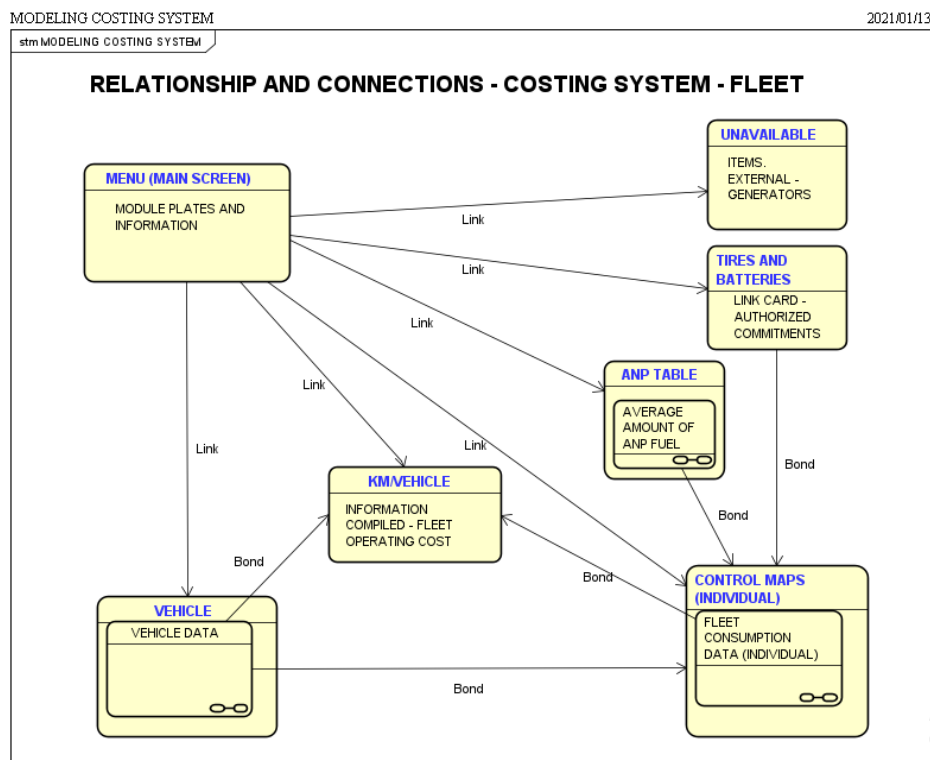 MODELING COSTING SYSTEM
2021/01/13
stm MODELING COSTING SYSTEM
RELATIONSHIP AND CONNECTIONS - COSTING SYSTEM - FLEET
UNAVAILABLE
ITEMS.
EXTERNAL -
GENERATORS
MENU (MAIN SCREEN)
MODULE PLATES AND
INFORMATION
Link
TIRES AND
BATTERIES
LINK CARD -
AUTHORIZED
COMMITMENTS
Link
Link
ANP TABLE
AVERAGE
AMOUNT OF
ANP FUEL
Link
Link
Link
Bond
KM/VEHICLE
INFORMATION
COMPILED - FLEET
OPERATING COST
Bond
Bond
Bond
CONTROL MAPS
(INDIVIDUAL)
FLEET
CONSUMPTION
DATA (INDIVIDUAL)
VEHICLE
VEHICLE DATA
Bond